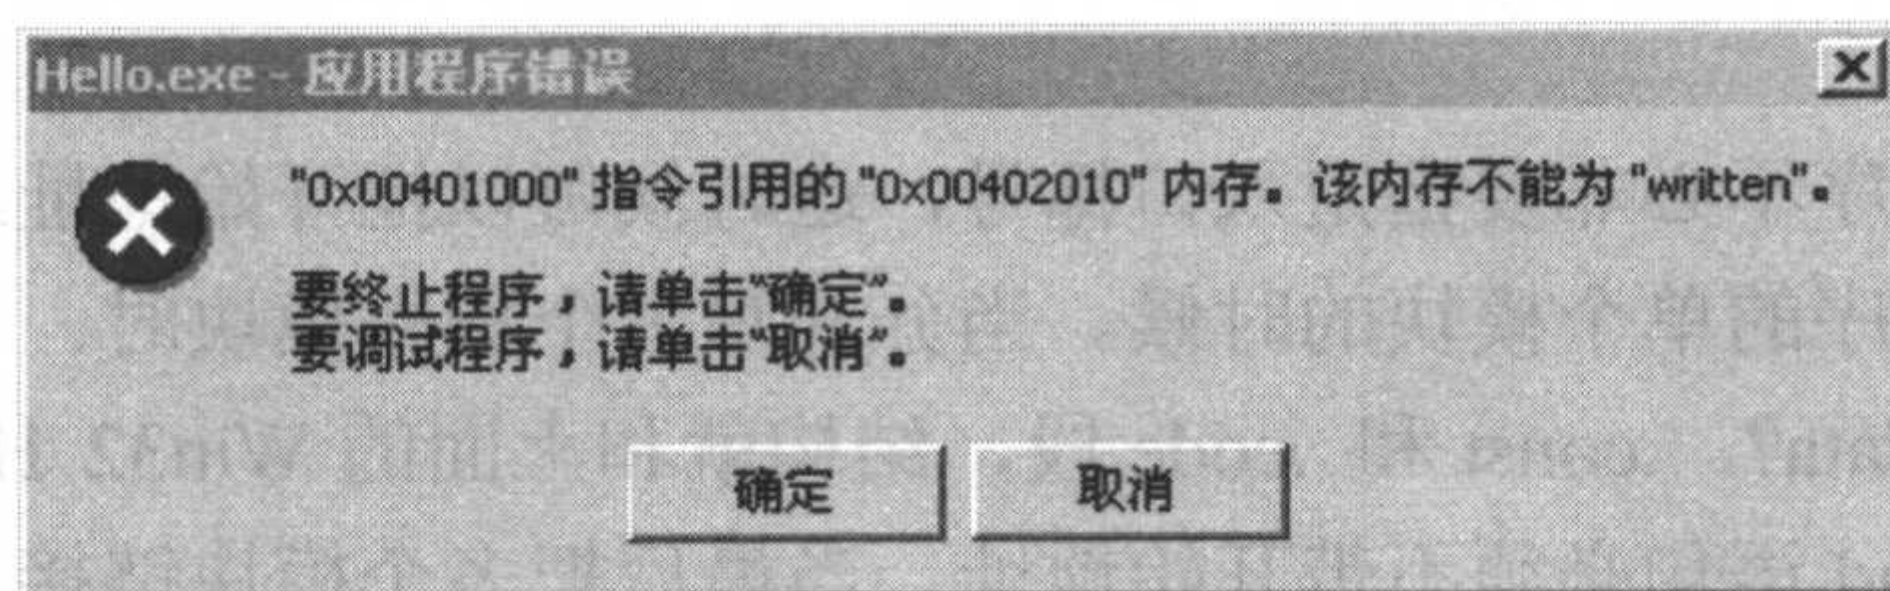 Hello.exe - 应用程序错误
"0x00401000" 指令引用的 "0x00402010" 内存。该内存不能为 "written"。
要终止程序，请单击"确定"。
要调试程序，请单击"取消"。
确定
取消